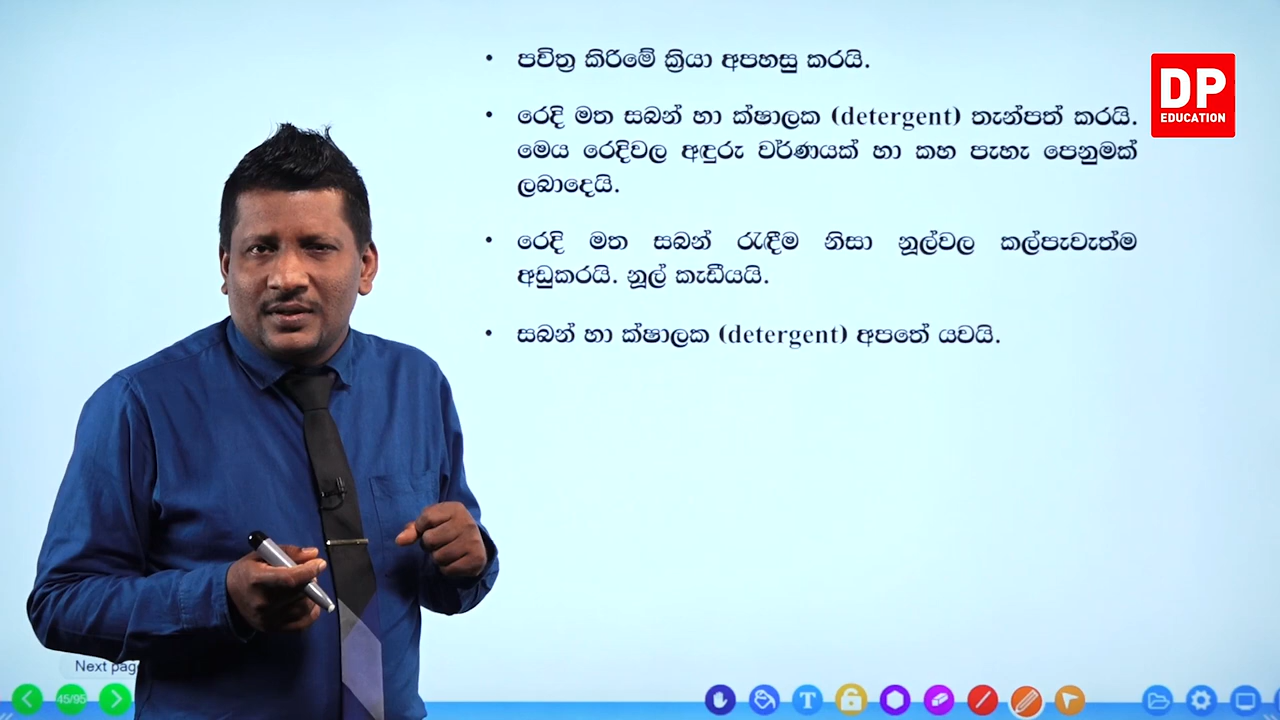 • පවිත්‍ර කිරීමේ ක්‍රියා අපහසු කරයි.
• රෙදි මත සබන් හා ක්ෂාලක (detergent) තැන්පත් කරයි.
මෙය රෙදිවල අඳුරු වර්ණයක් හා කහ පැහැ පෙනුමක්
ලබාදෙයි.
• රෙදි මත සබන් රැඳීම නිසා නූල්වල කල්පැවැත්ම
අඩුකරයි. නූල් කැඩීයයි.
• සබන් හා ක්ෂාලක (detergent) අපතේ යවයි.
DP
EDUCATION
Next page
45/95
T